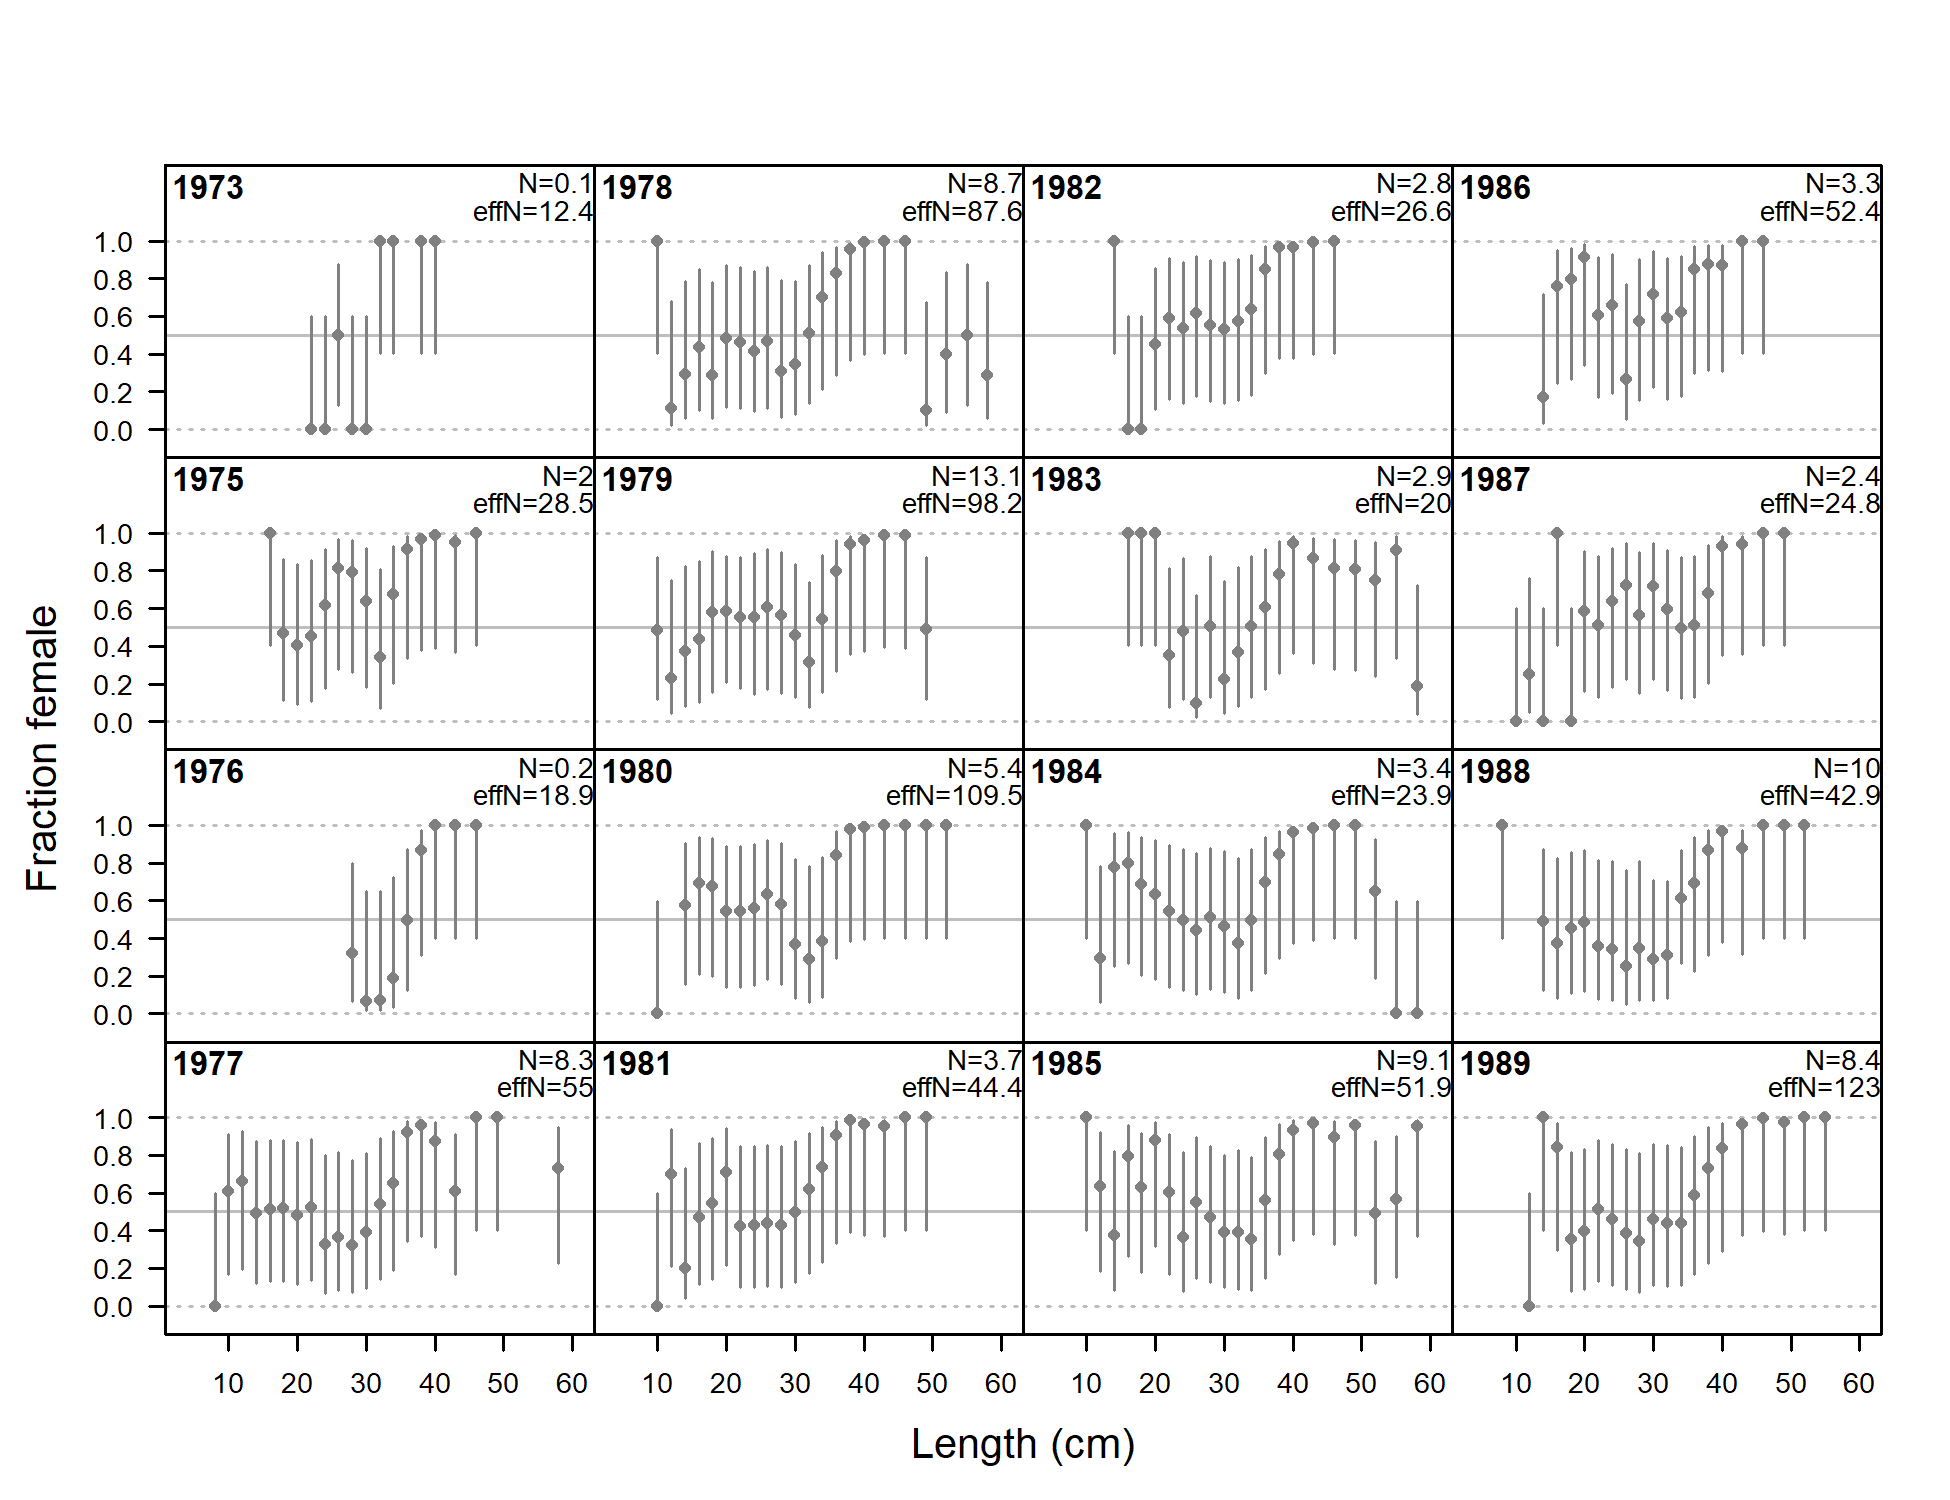 1973
N=0.1
effN=12.4
1978
N=8.7
effN=87.6
1982
N=2.8
effN=26.6
1986
N=3.3
effN=52.4
1.0
0.8
0.6
0.4
0.2
0.0
1975
N=2
effN=28.5
1979
N=13.1
effN=98.2
1983
N=2.9
effN=20
1987
N=2.4
effN=24.8
1.0
0.8
0.6
0.4
0.2
0.0
1976
N=0.2
effN=18.9
1980
N=5.4
effN=109.5
1984
N=3.4
effN=23.9
1988
N=10
effN=42.9
1.0
0.8
0.6
0.4
0.2
0.0
1977
N=8.3
effN=55
1981
N=3.7
effN=44.4
1985
N=9.1
effN=51.9
1989
N=8.4
effN=123
1.0
0.8
0.6
0.4
0.2
0.0
10 20 30 40 50 60 10 20 30 40 50 60 10 20 30 40 50 60 10 20 30 40 50 60
Length (cm)
Fraction female